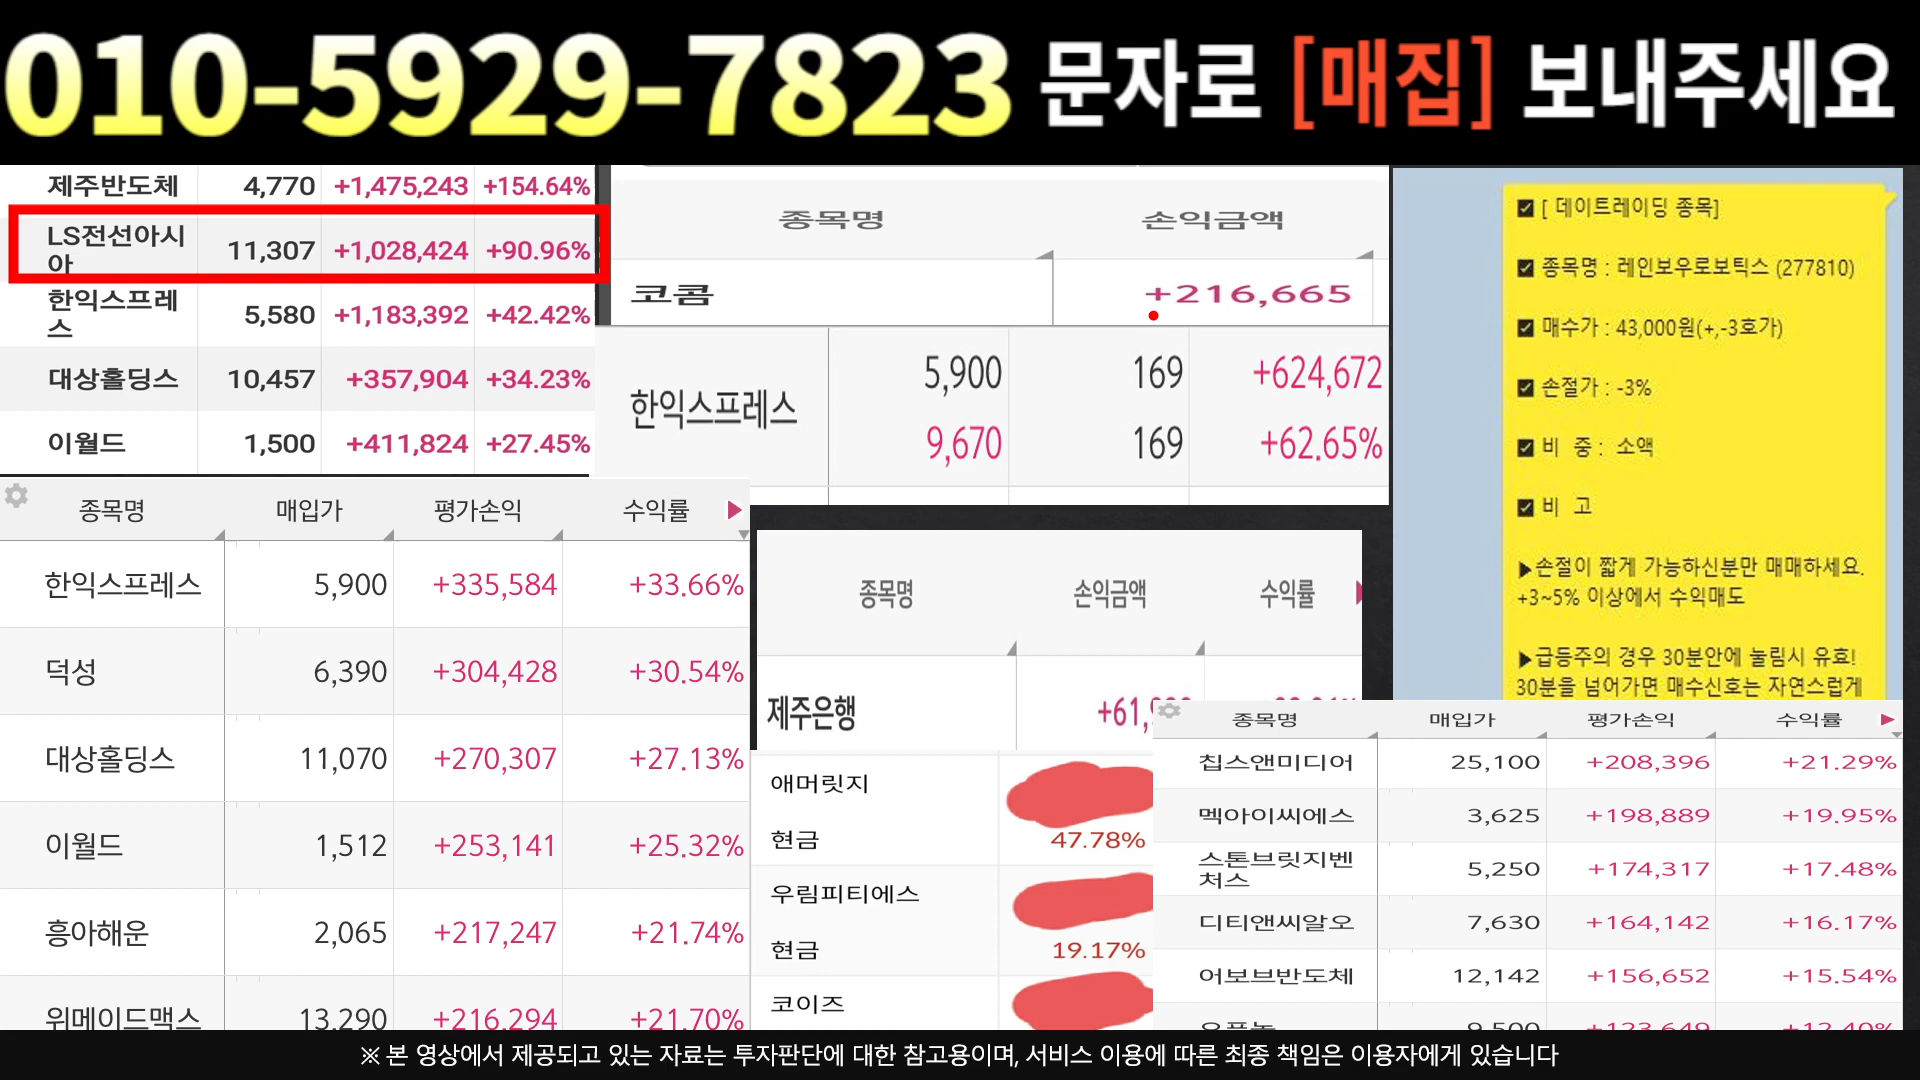 010-5929-7823 문자로 [매집] 보내주세요
제주반도체 4,770 +1,475,243 +154.64%
LS전선아시
아 11,307 +1,028,424 +90.96%
한익스프레
스 5,580 +1,183,392 +42.42%
대상홀딩스 10,457 +357,904 +34.23%
이월드 1,500 +411,824 +27.45%
종목명 손익금액
코콤 +216,665
한익스프레스 5,900 169 +624,672
9,670 169 +62.65%
[ 데이트레이딩 종목]
종목명 : 레인보우로보틱스 (277810)
매수가 : 43,000원(+,-3호가)
손절가 : -3%
비 중 : 소액
비 고
▶손절이 짧게 가능하신분만 매매하세요.
+3~5% 이상에서 수익매도
▶급등주의 경우 30분안에 눌림시 유효!
30분을 넘어가면 매수신호는 자연스럽게
종목명 매입가 평가손익 수익률
한익스프레스 5,900 +335,584 +33.66%
덕성 6,390 +304,428 +30.54%
대상홀딩스 11,070 +270,307 +27.13%
이월드 1,512 +253,141 +25.32%
흥아해운 2,065 +217,247 +21.74%
위메이드맥스 13,290 +216,294 +21.70%
종목명 손익금액 수익률
제주은행 +61,
애머릿지
현금 47.78%
우림피티에스
현금 19.17%
코이즈
종목명 매입가 평가손익 수익률
칩스앤미디어 25,100 +208,396 +21.29%
멕아이씨에스 3,625 +198,889 +19.95%
스톤브릿지벤
처스 5,250 +174,317 +17.48%
디티앤씨알오 7,630 +164,142 +16.17%
어보브반도체 12,142 +156,652 +15.54%
※ 본 영상에서 제공되고 있는 자료는 투자판단에 대한 참고용이며, 서비스 이용에 따른 최종 책임은 이용자에게 있습니다